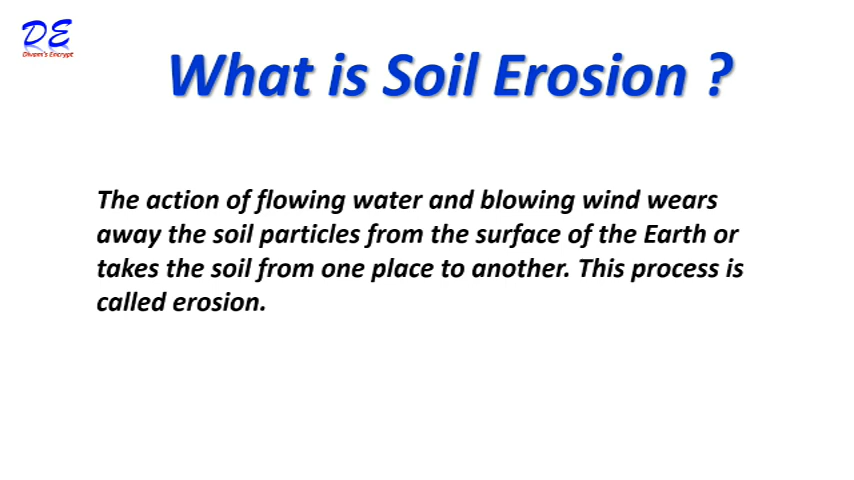 DE
What is Soil Erosion ?
The action of flowing water and blowing wind wears
away the soil particles from the surface of the Earth or
takes the soil from one place to another. This process is
called erosion.